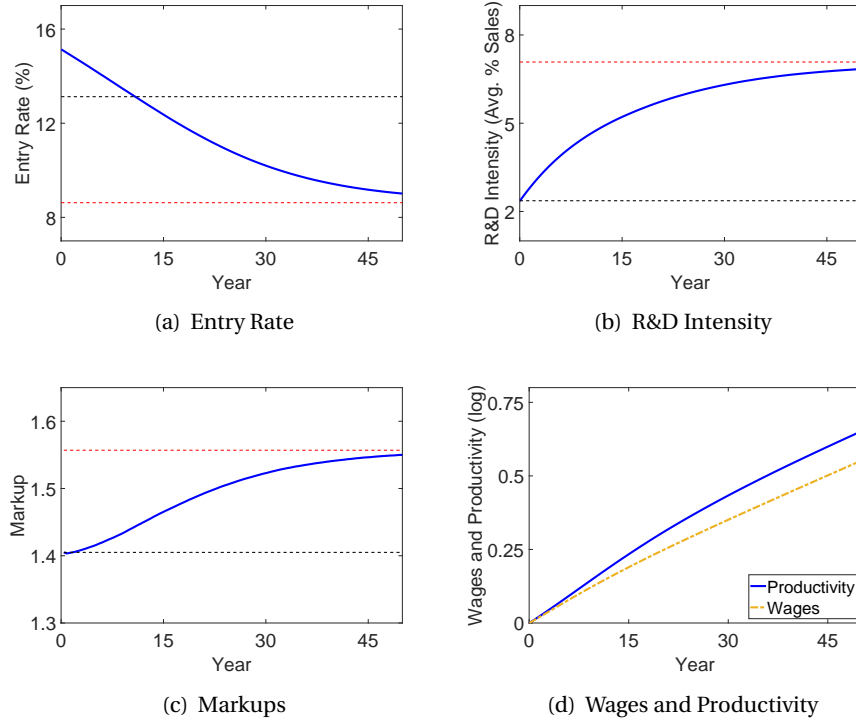 16
12
8
0 15 30 45
Entry Rate (%)
Year
(a) Entry Rate
8
5
2
0 15 30 45
R&D Intensity (Avg. % Sales)
Year
(b) R&D Intensity
1.6
1.5
1.4
1.3
0 15 30 45
Markup
Year
(c) Markups
0.75
0.5
0.25
0
0 15 30 45
Wages and Productivity (log)
Year
Productivity
Wages
(d) Wages and Productivity